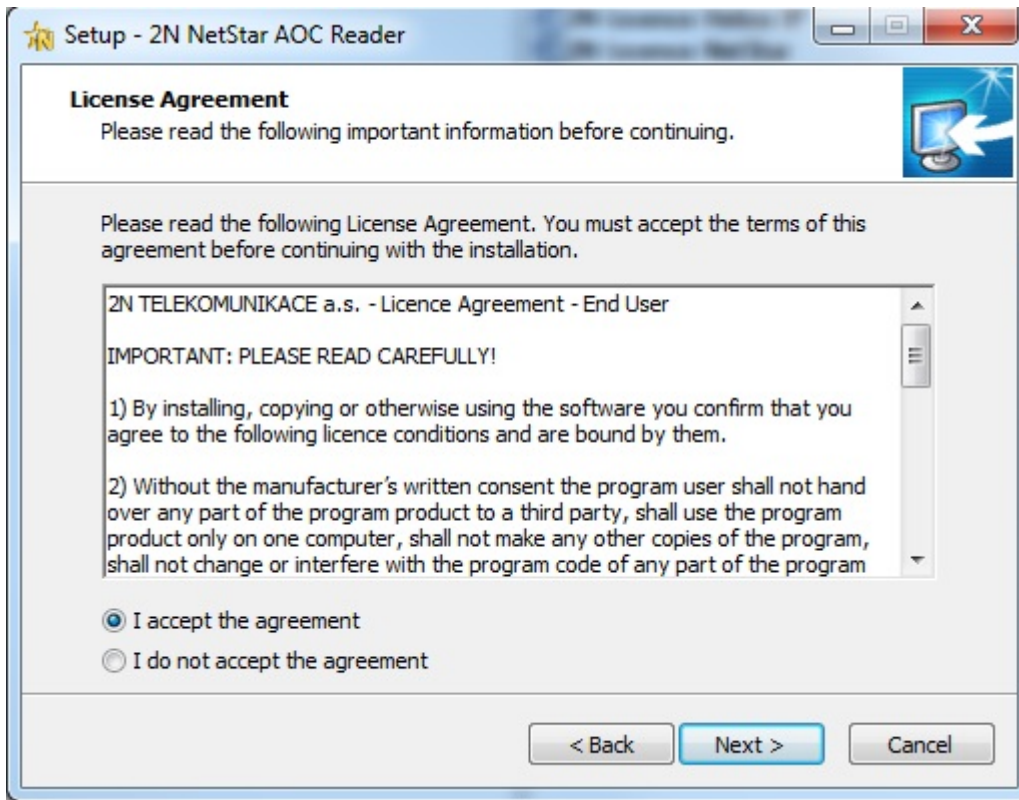 Setup - 2N NetStar AOC Reader
License Agreement
Please read the following important information before continuing.
Please read the following License Agreement. You must accept the terms of this
agreement before continuing with the installation.
2N TELEKOMUNIKACE a.s. - Licence Agreement - End User
IMPORTANT: PLEASE READ CAREFULLY!
1) By installing, copying or otherwise using the software you confirm that you
agree to the following licence conditions and are bound by them.
2) Without the manufacturer's written consent the program user shall not hand
over any part of the program product to a third party, shall use the program
product only on one computer, shall not make any other copies of the program,
shall not change or interfere with the program code of any part of the program
I accept the agreement
I do not accept the agreement
< Back
Next >
Cancel